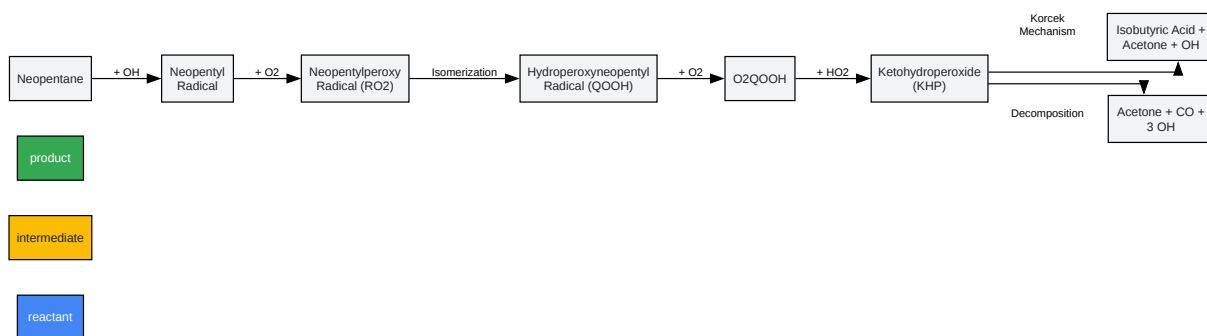 Neopentane
+ OH
Neopentyl
Radical
+ O2
Neopentylperoxy
Radical (RO2)
Isomerization
Hydroperoxyneopentyl
Radical (QOOH)
+ O2
O2QOOH
+ HO2
Ketohydroperoxide
(KHP)
Korcek
Mechanism
Isobutyric Acid +
Acetone + OH
Decomposition
Acetone + CO +
3 OH
product
intermediate
reactant